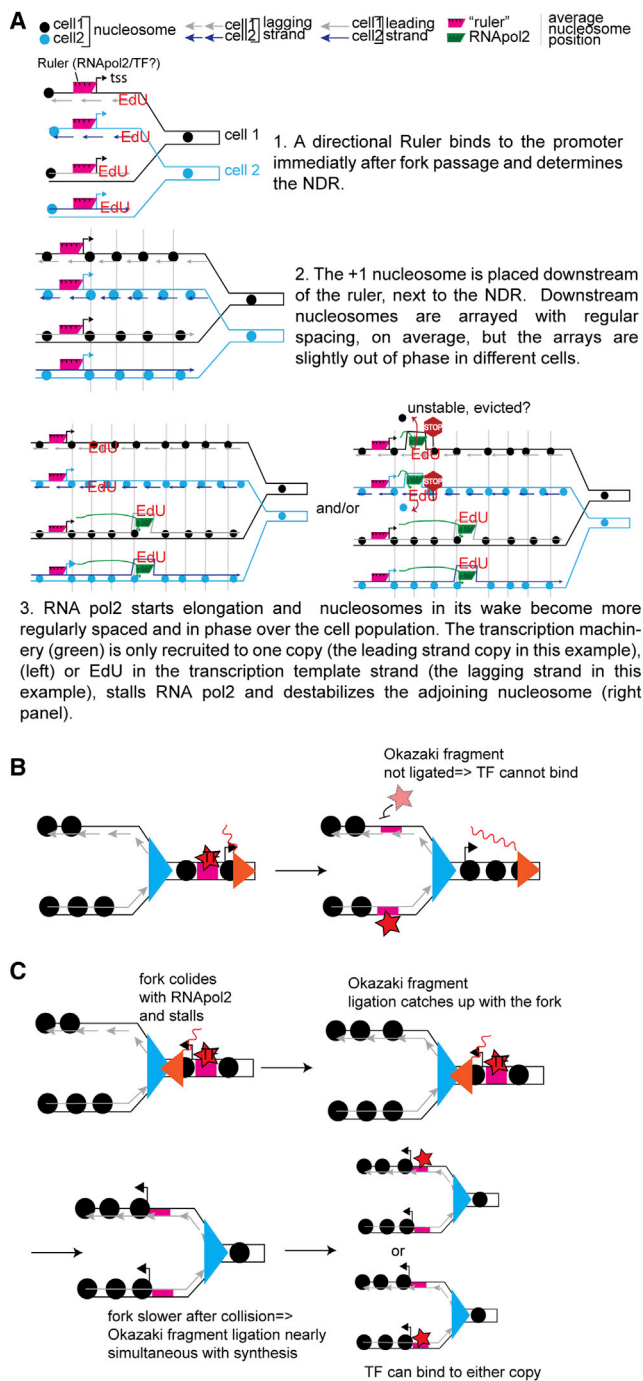 A
cell1
cell2
nucleosome
cell1
cell2
lagging
strand
cell1
cell2
leading
strand
"ruler"
RNApol2
average
nucleosome
position
Ruler (RNApol2/TF?)
tss
EdU
EdU
cell 1
EdU
cell 2
EdU
1. A directional Ruler binds to the promoter
immediatly after fork passage and determines
the NDR.
2. The +1 nucleosome is placed downstream
of the ruler, next to the NDR. Downstream
nucleosomes are arrayed with regular
spacing, on average, but the arrays are
slightly out of phase in different cells.
unstable, evicted?
STOP
EdU
EdU
STOP
EdU
EdU
and/or
EdU
EdU
EdU
EdU
3. RNA pol2 starts elongation and nucleosomes in its wake become more
regularly spaced and in phase over the cell population. The transcription machin-
ery (green) is only recruited to one copy (the leading strand copy in this example),
(left) or EdU in the transcription template strand (the lagging strand in this
example), stalls RNA pol2 and destabilizes the adjoining nucleosome (right
panel).
B
Okazaki fragment
not ligated=> TF cannot bind
C
fork colides
with RNApol2
and stalls
Okazaki fragment
ligation catches up with the fork
fork slower after collision=>
Okazaki fragment ligation nearly
simultaneous with synthesis
or
TF can bind to either copy